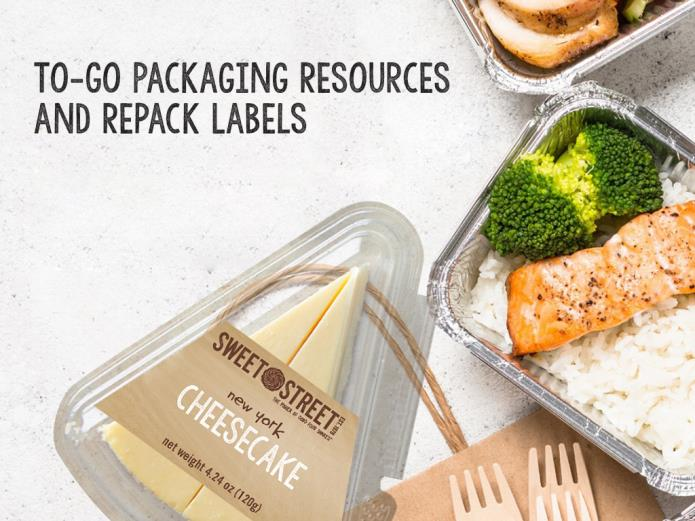 TO-GO PACKAGING RESOURCES
AND REPACK LABELS
SWEET STREET
new york
CHEESECAKE
net weight 4.24 oz (120g)